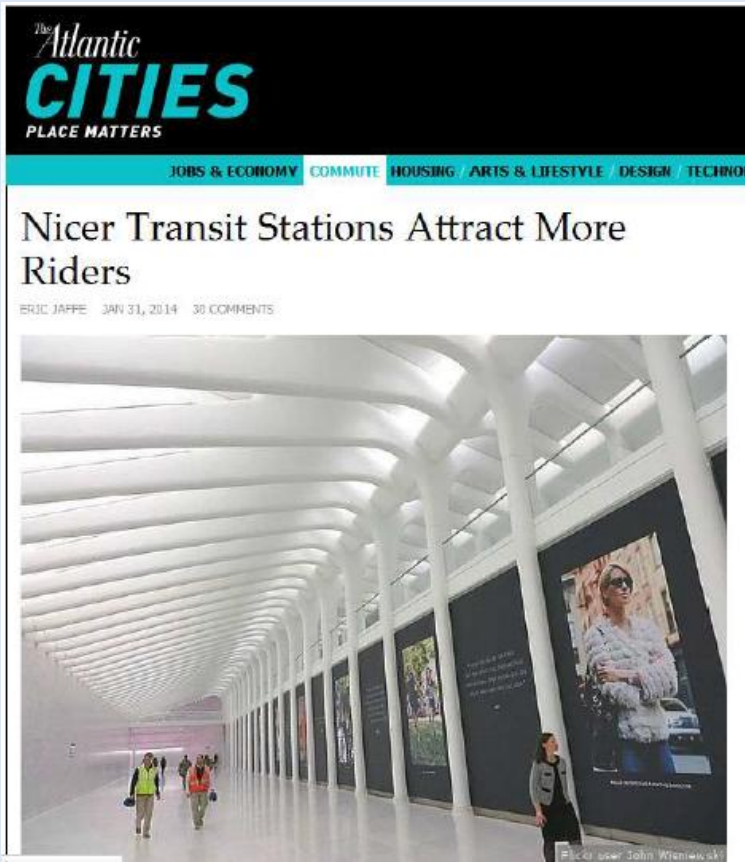 The Atlantic
CITIES
PLACE MATTERS
JOBS & ECONOMY COMMUTE HOUSING / ARTS & LIFESTYLE / DESIGN / TECHNO
Nicer Transit Stations Attract More
Riders
ERIC JAFFE JAN 31, 2014 30 COMMENTS
Flickr user John Wisniewski